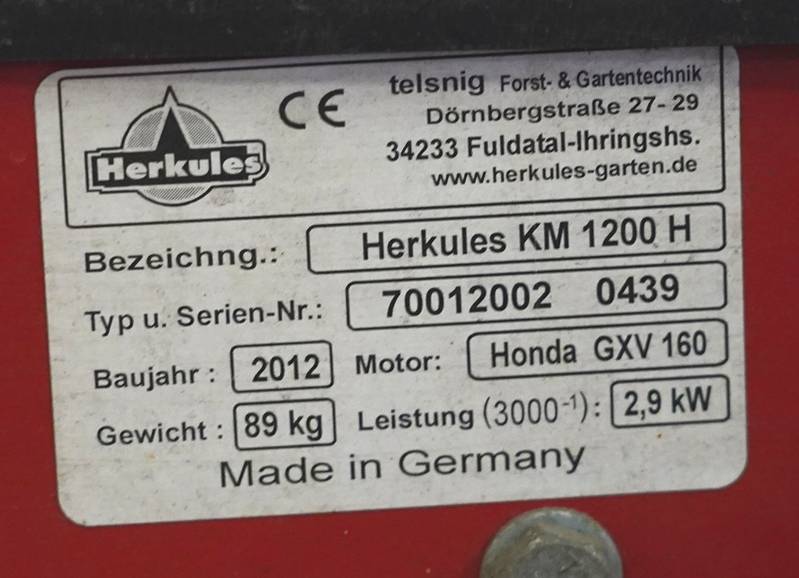 Herkules
CE
telsnig Forst- & Gartentechnik
Dörnbergstraße 27-29
34233 Fuldatal-Ihringshs.
www.herkules-garten.de
Bezeichng.: Herkules KM 1200 H
Typ u. Serien-Nr.: 70012002 0439
Baujahr : 2012 Motor: Honda GXV 160
Gewicht : 89 kg Leistung (3000⁻¹): 2,9 kW
Made in Germany